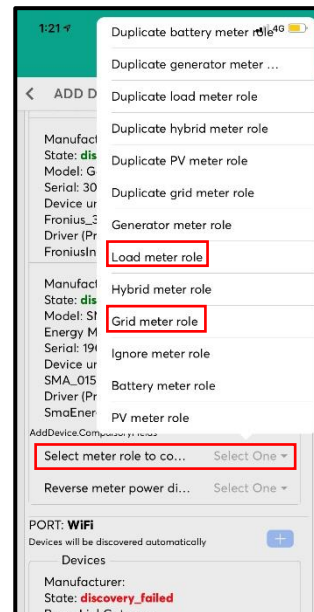 1:21
4G
Duplicate battery meter role
Duplicate generator meter ...
ADD D
Duplicate load meter role
Duplicate hybrid meter role
Duplicate PV meter role
Duplicate grid meter role
Generator meter role
Load meter role
Hybrid meter role
Grid meter role
Ignore meter role
Battery meter role
PV meter role
Manufact
State: dis
Model: G
Serial: 30
Device ur
Fronius_3
Driver (Pr
FroniusIn
Manufact
State: dis
Model: SM
Energy M
Serial: 190
Device ur
SMA_015
Driver (Pr
SmaEner
AddDevice.CompulsoryFields
Select meter role to co... Select One
Reverse meter power di... Select One
PORT: WiFi
Devices will be discovered automatically
+
Devices
Manufacturer:
State: discovery_failed